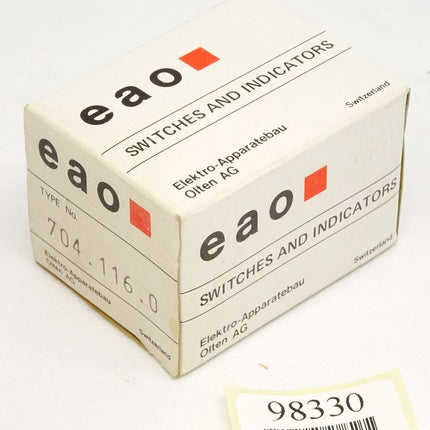 eao
SWITCHES AND INDICATORS
Elektro-Apparatebau
Olten AG
Switzerland
eao
TYPE No.
704.116.0
Elektro-Apparatebau
Olten AG
Switzerland
eao
SWITCHES AND INDICATORS
Elektro-Apparatebau
Olten AG
Switzerland
98330